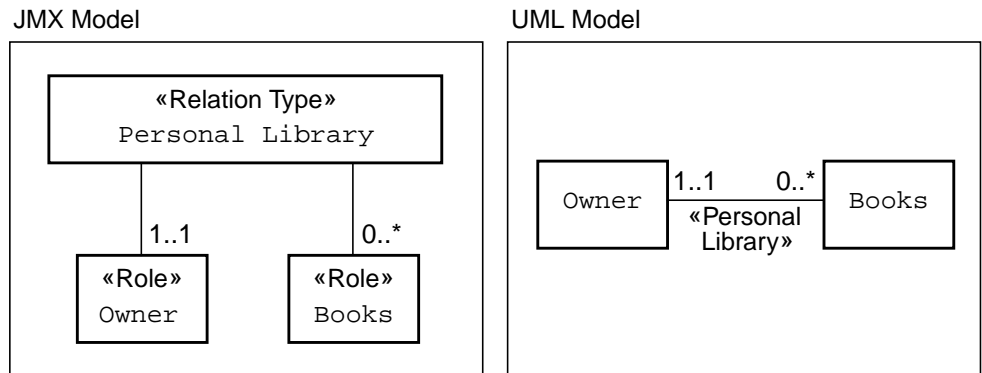 JMX Model
«Relation Type»
Personal Library
1..1
0..*
«Role»
Owner
«Role»
Books
UML Model
Owner
1..1
0..*
«Personal
Library»
Books